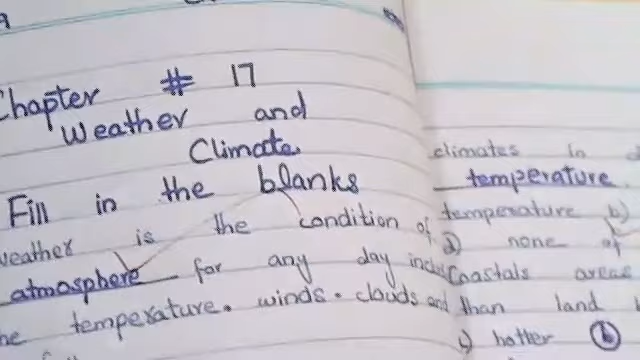 Chapter # 17
Weather and
Climate
Fill in the blanks
Weather is the condition of
atmosphere for any day
the temperature. winds. clouds and
climates in
temperature
temperature b)
none of
Coastals areas
than land
c) hotter b